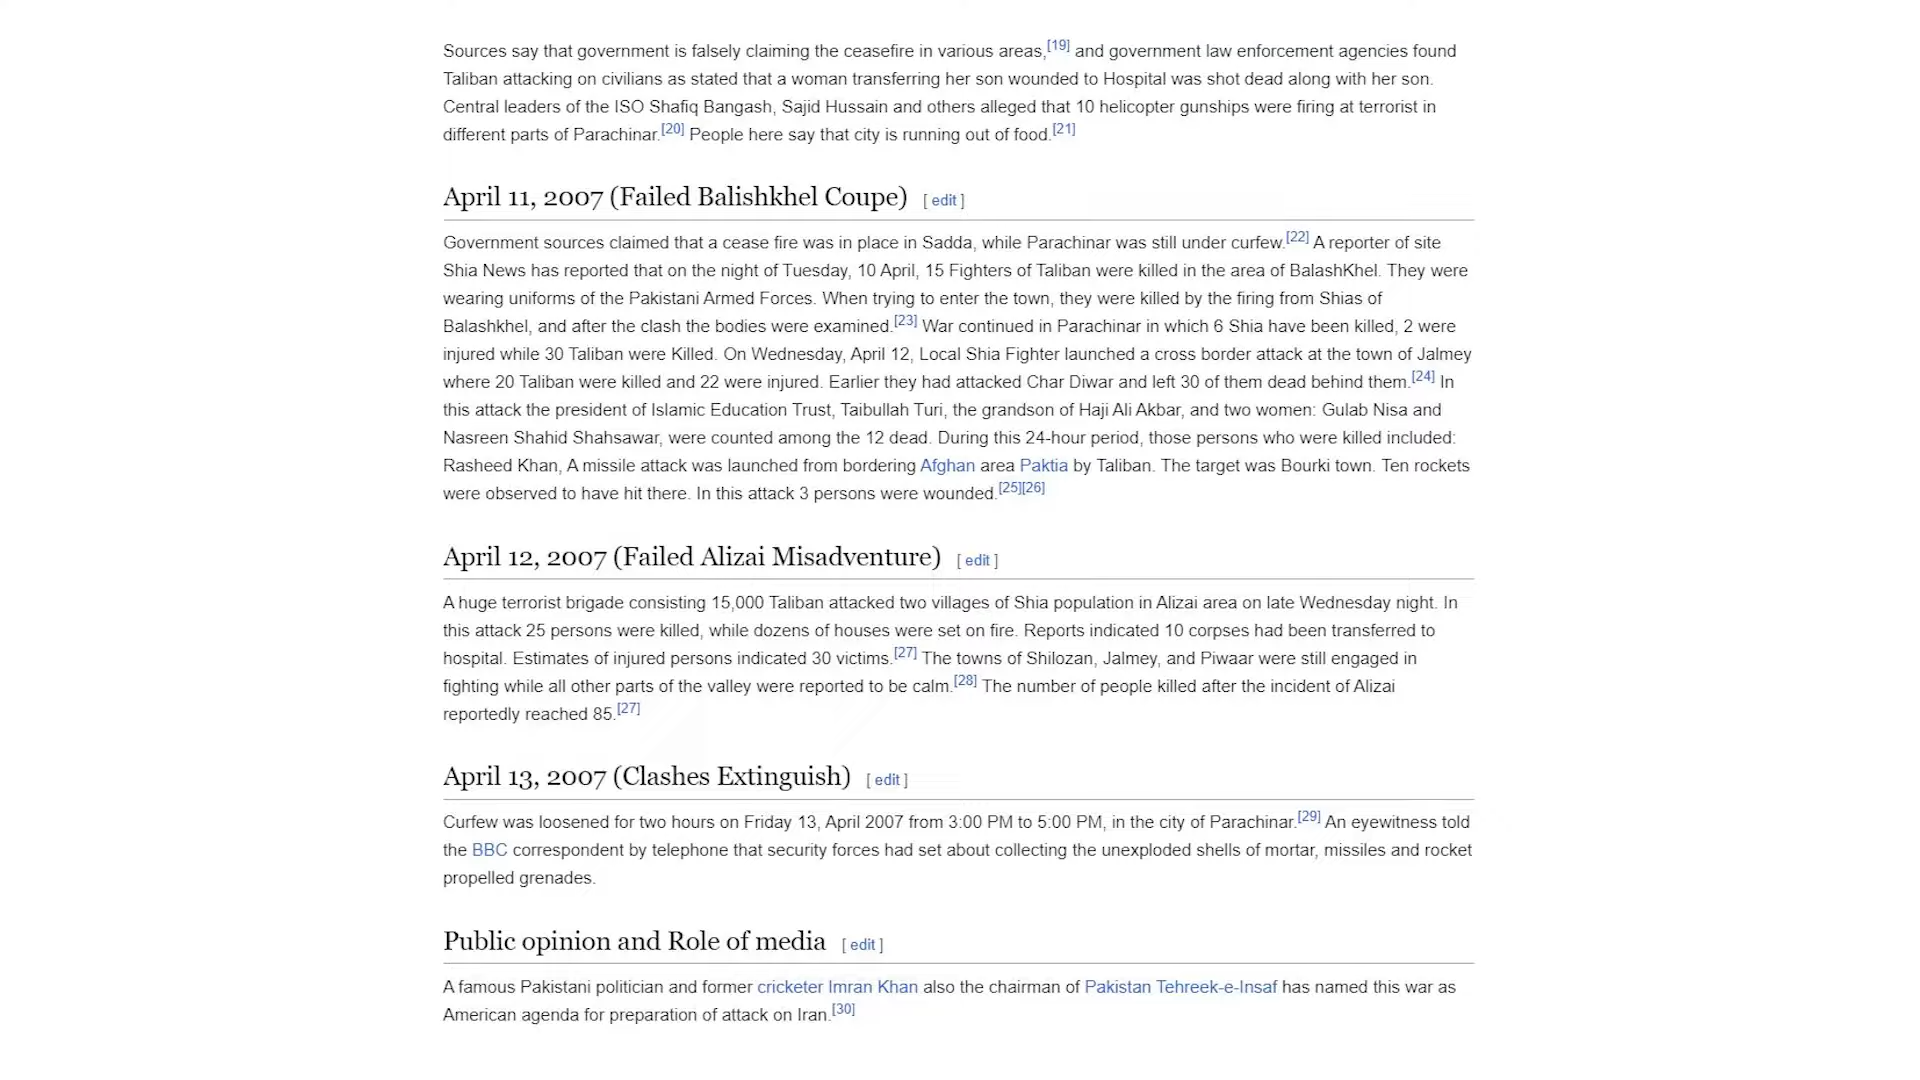 Sources say that government is falsely claiming the ceasefire in various areas,[19] and government law enforcement agencies found
Taliban attacking on civilians as stated that a woman transferring her son wounded to Hospital was shot dead along with her son.
Central leaders of the ISO Shafiq Bangash, Sajid Hussain and others alleged that 10 helicopter gunships were firing at terrorist in
different parts of Parachinar.[20] People here say that city is running out of food.[21]
April 11, 2007 (Failed Balishkhel Coupe) [ edit ]
Government sources claimed that a cease fire was in place in Sadda, while Parachinar was still under curfew.[22] A reporter of site
Shia News has reported that on the night of Tuesday, 10 April, 15 Fighters of Taliban were killed in the area of BalashKhel. They were
wearing uniforms of the Pakistani Armed Forces. When trying to enter the town, they were killed by the firing from Shias of
Balashkhel, and after the clash the bodies were examined.[23] War continued in Parachinar in which 6 Shia have been killed, 2 were
injured while 30 Taliban were Killed. On Wednesday, April 12, Local Shia Fighter launched a cross border attack at the town of Jalmey
where 20 Taliban were killed and 22 were injured. Earlier they had attacked Char Diwar and left 30 of them dead behind them.[24] In
this attack the president of Islamic Education Trust, Taibullah Turi, the grandson of Haji Ali Akbar, and two women: Gulab Nisa and
Nasreen Shahid Shahsawar, were counted among the 12 dead. During this 24-hour period, those persons who were killed included:
Rasheed Khan, A missile attack was launched from bordering Afghan area Paktia by Taliban. The target was Bourki town. Ten rockets
were observed to have hit there. In this attack 3 persons were wounded.[25][26]
April 12, 2007 (Failed Alizai Misadventure) [ edit ]
A huge terrorist brigade consisting 15,000 Taliban attacked two villages of Shia population in Alizai area on late Wednesday night. In
this attack 25 persons were killed, while dozens of houses were set on fire. Reports indicated 10 corpses had been transferred to
hospital. Estimates of injured persons indicated 30 victims.[27] The towns of Shilozan, Jalmey, and Piwaar were still engaged in
fighting while all other parts of the valley were reported to be calm.[28] The number of people killed after the incident of Alizai
reportedly reached 85.[27]
April 13, 2007 (Clashes Extinguish) [ edit ]
Curfew was loosened for two hours on Friday 13, April 2007 from 3:00 PM to 5:00 PM, in the city of Parachinar.[29] An eyewitness told
the BBC correspondent by telephone that security forces had set about collecting the unexploded shells of mortar, missiles and rocket
propelled grenades.
Public opinion and Role of media [ edit ]
A famous Pakistani politician and former cricketer Imran Khan also the chairman of Pakistan Tehreek-e-Insaf has named this war as
American agenda for preparation of attack on Iran.[30]